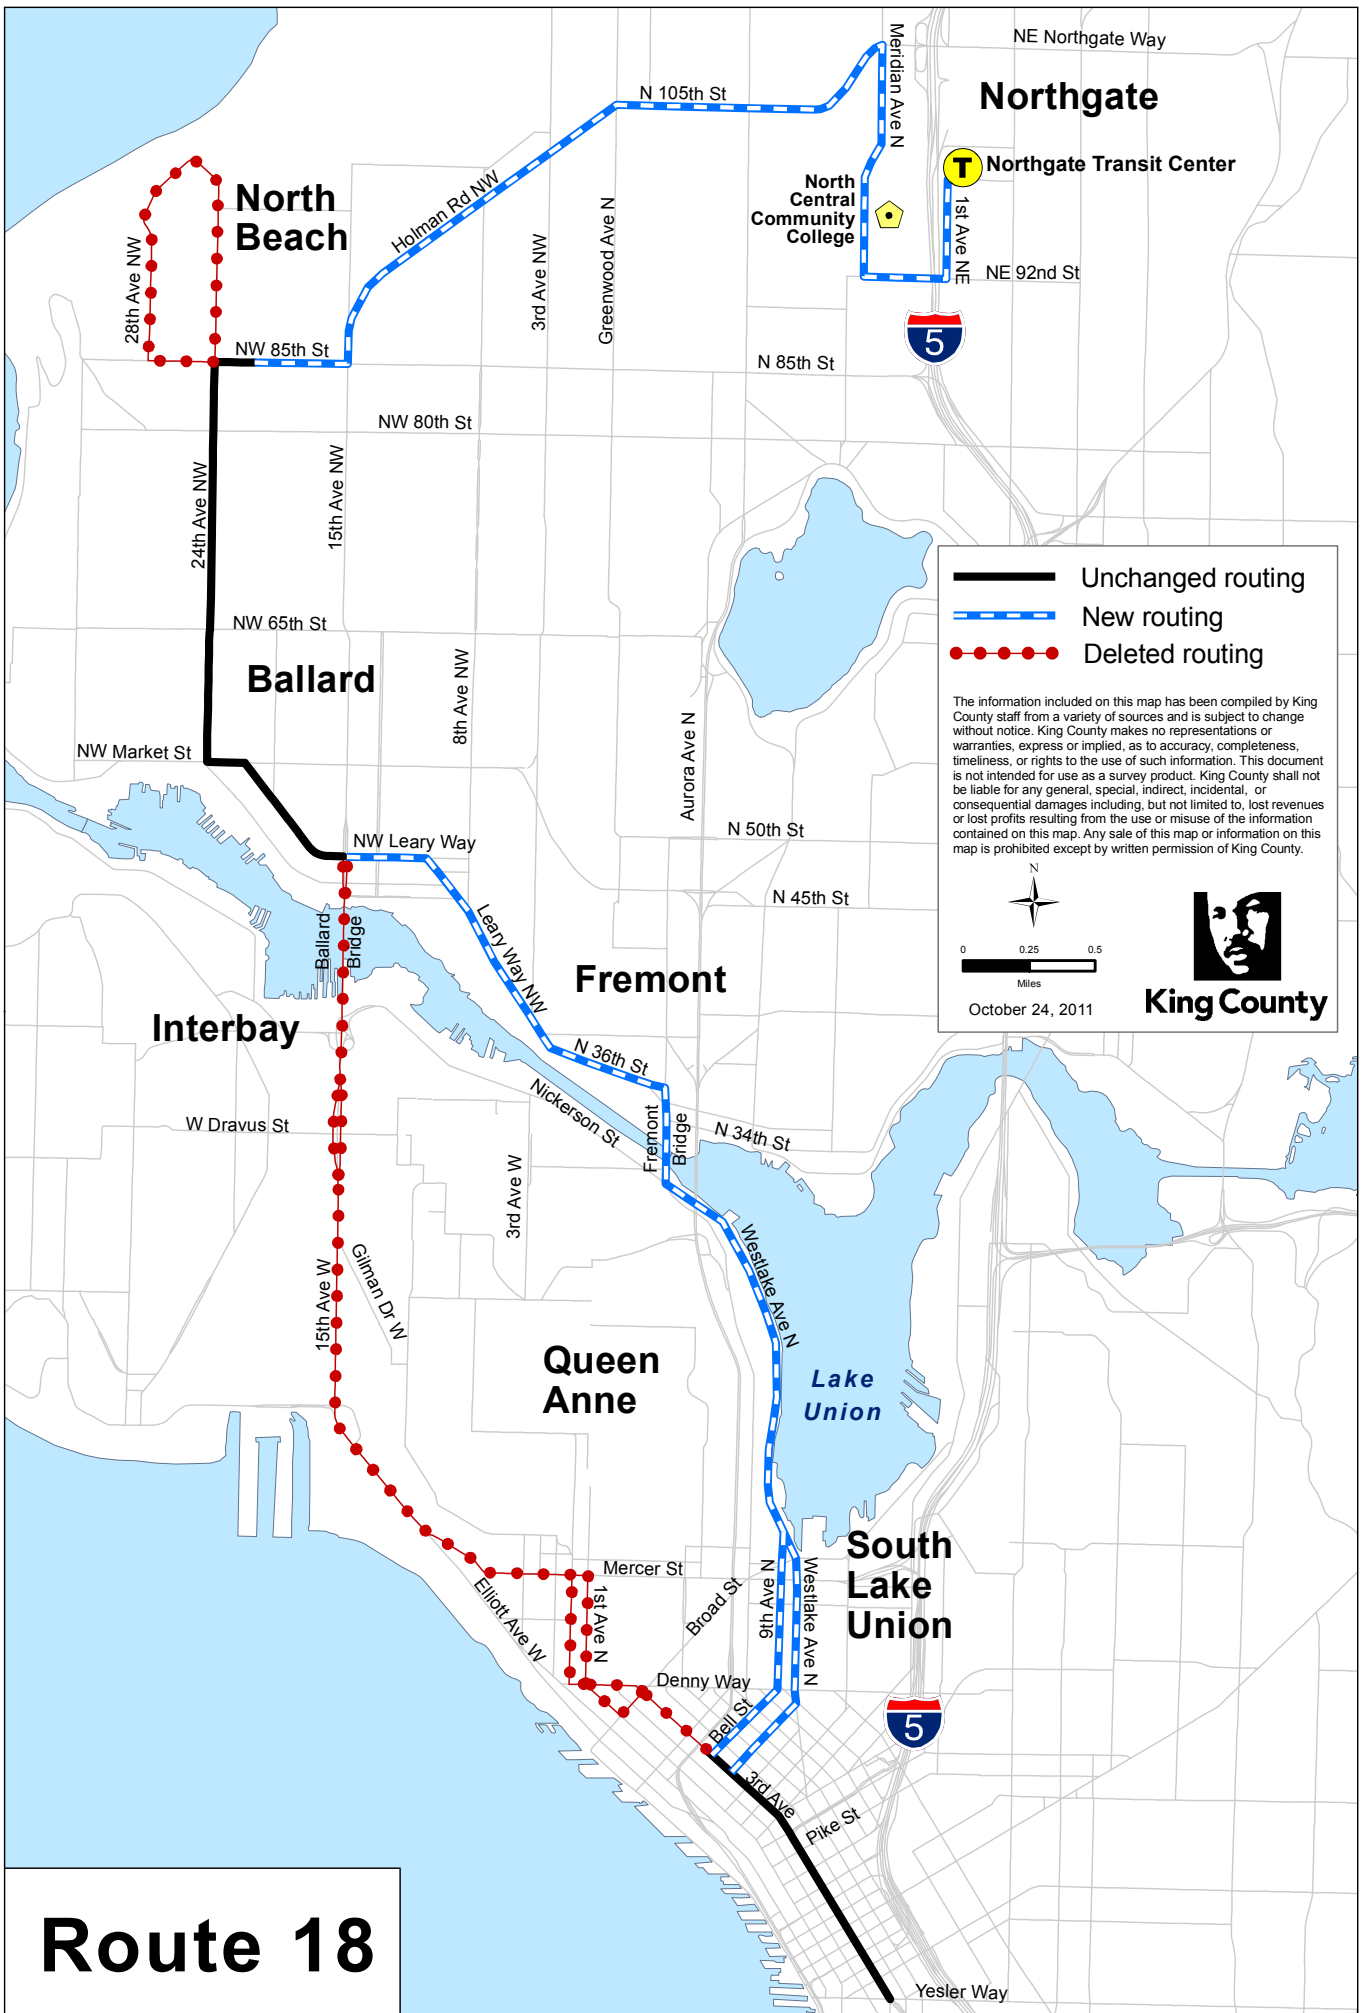 NE Northgate Way
Meridian Ave N
Northgate
N 105th St
T
Northgate Transit Center
North
Beach
Holman Rd NW
North
Central
Community
College
1st Ave NE
28th Ave NW
3rd Ave NW
Greenwood Ave N
NE 92nd St
5
NW 85th St
N 85th St
NW 80th St
24th Ave NW
15th Ave NW
Unchanged routing
New routing
Deleted routing
NW 65th St
Ballard
8th Ave NW
Aurora Ave N
NW Market St
The information included on this map has been compiled by King
County staff from a variety of sources and is subject to change
without notice. King County makes no representations or
warranties, express or implied, as to accuracy, completeness,
timeliness, or rights to the use of such information. This document
is not intended for use as a survey product. King County shall not
be liable for any general, special, indirect, incidental, or
consequential damages including, but not limited to, lost revenues
or lost profits resulting from the use or misuse of the information
contained on this map. Any sale of this map or information on this
map is prohibited except by written permission of King County.
N
0 0.25 0.5
Miles
October 24, 2011
King County
NW Leary Way
N 50th St
N 45th St
Ballard
Bridge
Leary Way NW
Fremont
Interbay
N 36th St
Nickerson St
Fremont
Bridge
N 34th St
W Dravus St
3rd Ave W
Gilman Dr W
15th Ave W
Westlake Ave N
Queen
Anne
Lake
Union
South
Lake
Union
Mercer St
Elliott Ave W
1st Ave N
Broad St
9th Ave N
Westlake Ave N
Denny Way
Bell St
5
3rd Ave
Pike St
Yesler Way
Route 18